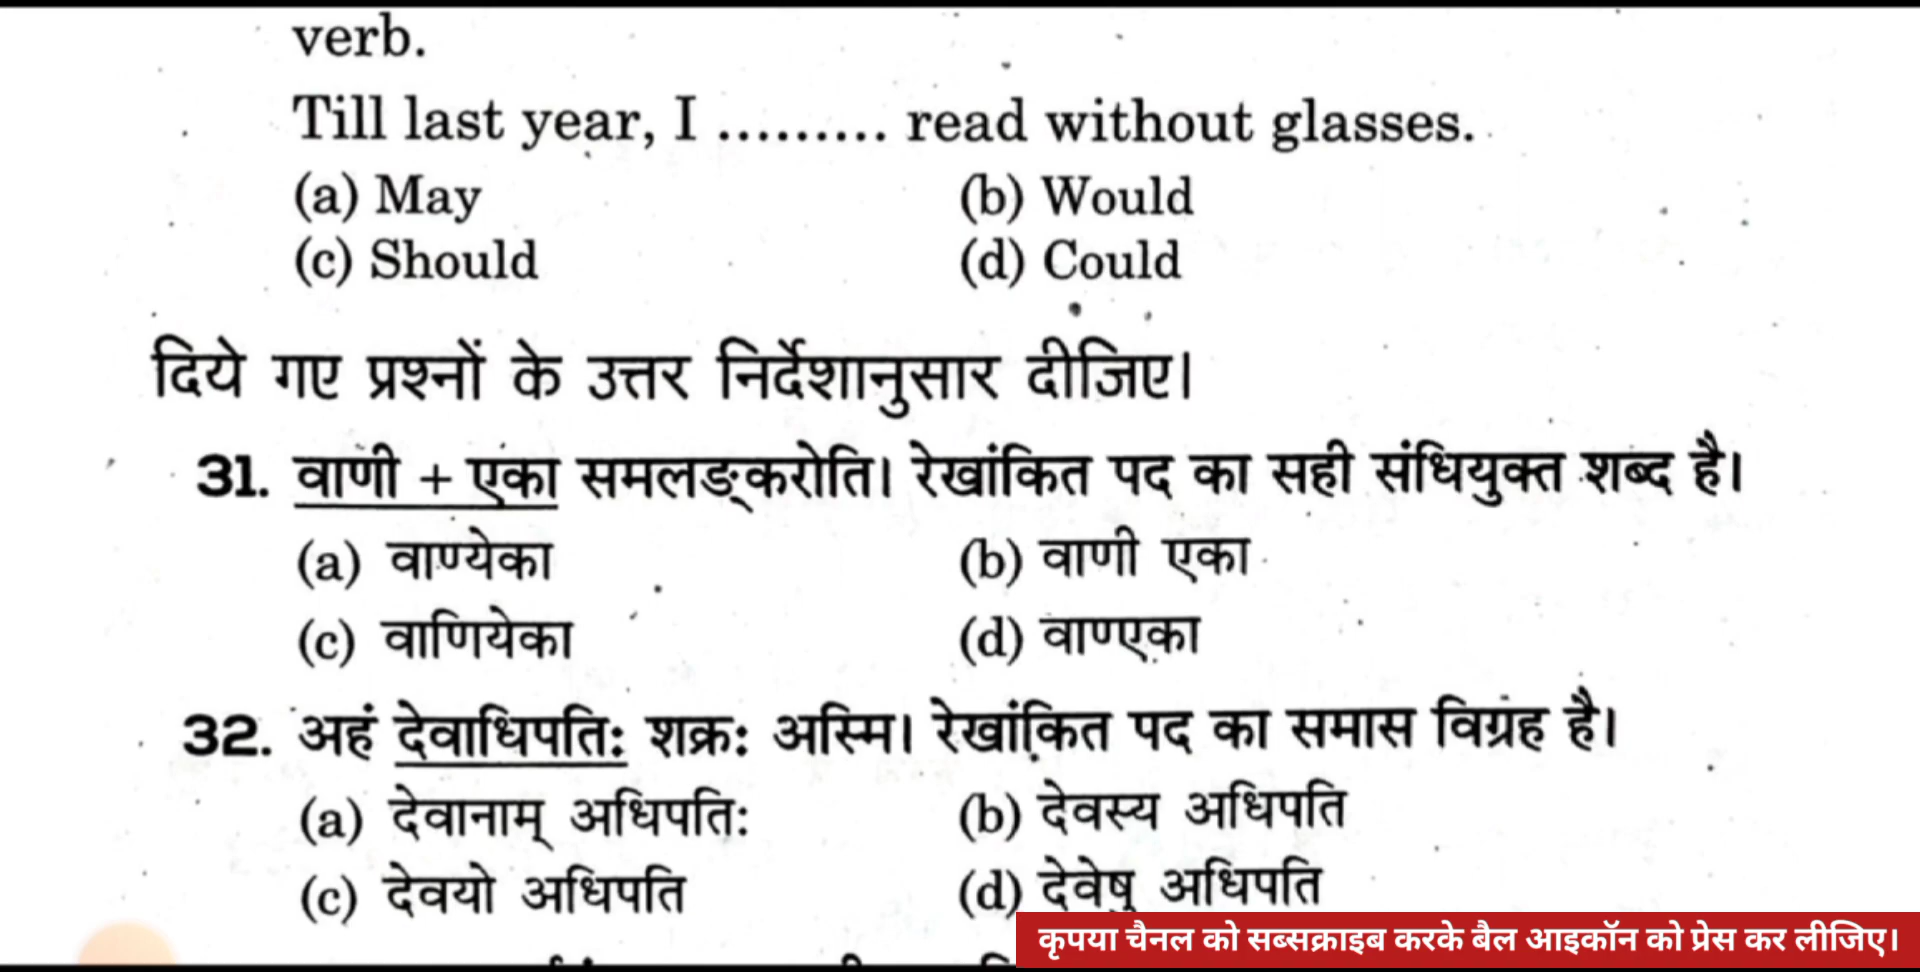 verb.
Till last year, I ......... read without glasses.
(a) May (b) Would
(c) Should (d) Could
दिये गए प्रश्नों के उत्तर निर्देशानुसार दीजिए।
31. वाणी + एका समलङ्करोति। रेखांकित पद का सही संधियुक्त शब्द है।
(a) वाण्येका (b) वाणी एका
(c) वाणियेका (d) वाण्एका
32. अहं देवाधिपतिः शक्रः अस्मि। रेखांकित पद का समास विग्रह है।
(a) देवानाम् अधिपतिः (b) देवस्य अधिपति
(c) देवयो अधिपति (d) देवेषु अधिपति
कृपया चैनल को सब्सक्राइब करके बैल आइकॉन को प्रेस कर लीजिए।